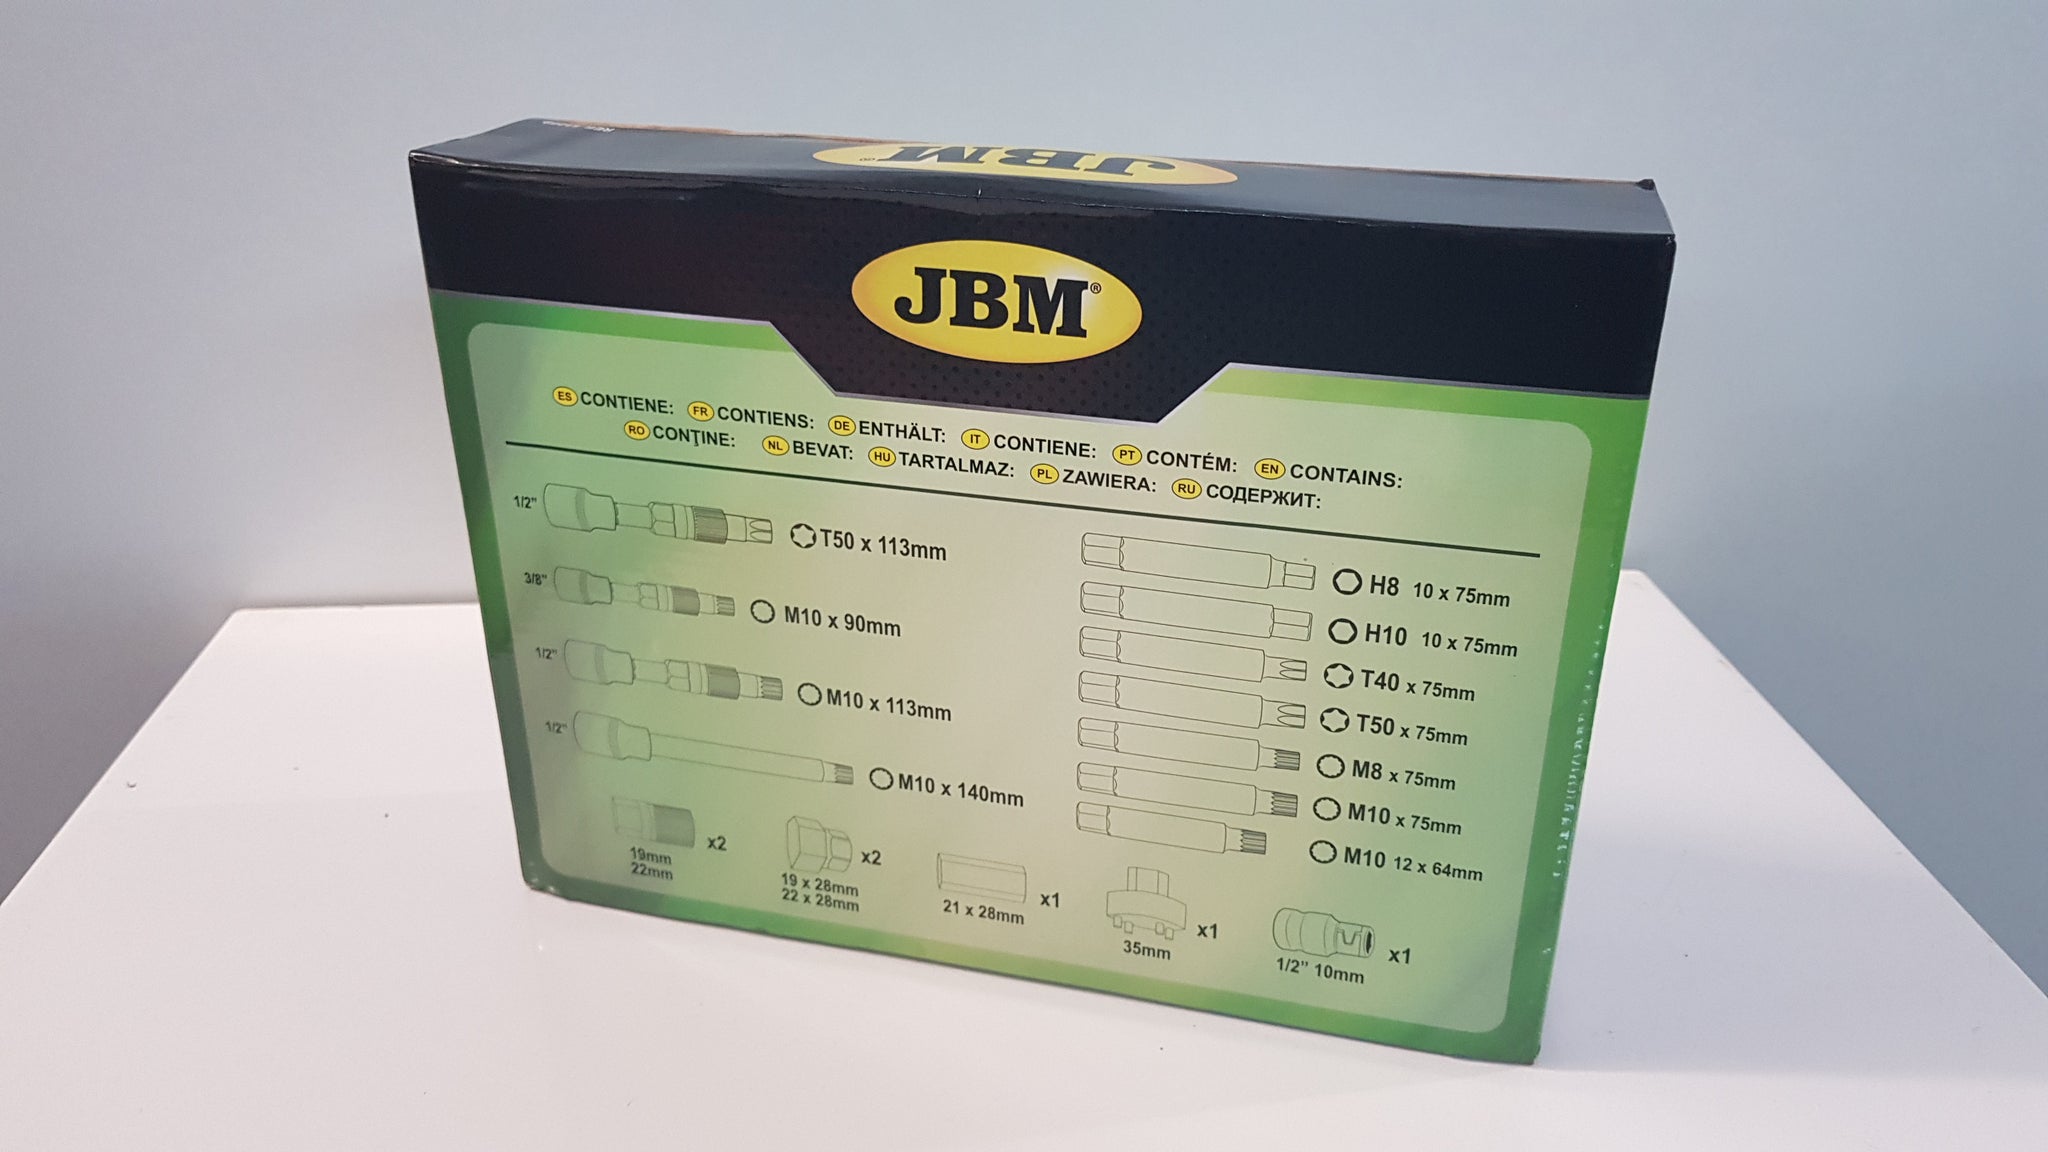 JBM®
JBM®
ES CONTIENE: FR CONTIENS: DE ENTHÄLT: IT CONTIENE: PT CONTÉM: EN CONTAINS:
RO CONŢINE: NL BEVAT: HU TARTALMAZ: PL ZAWIERA: RU СОДЕРЖИТ:
1/2" T50 x 113mm
3/8" M10 x 90mm
1/2" M10 x 113mm
1/2" M10 x 140mm
H8 10 x 75mm
H10 10 x 75mm
T40 x 75mm
T50 x 75mm
M8 x 75mm
M10 x 75mm
M10 12 x 64mm
19mm
22mm
x2
19 x 28mm
22 x 28mm
x2
21 x 28mm
x1
35mm
x1
1/2" 10mm
x1